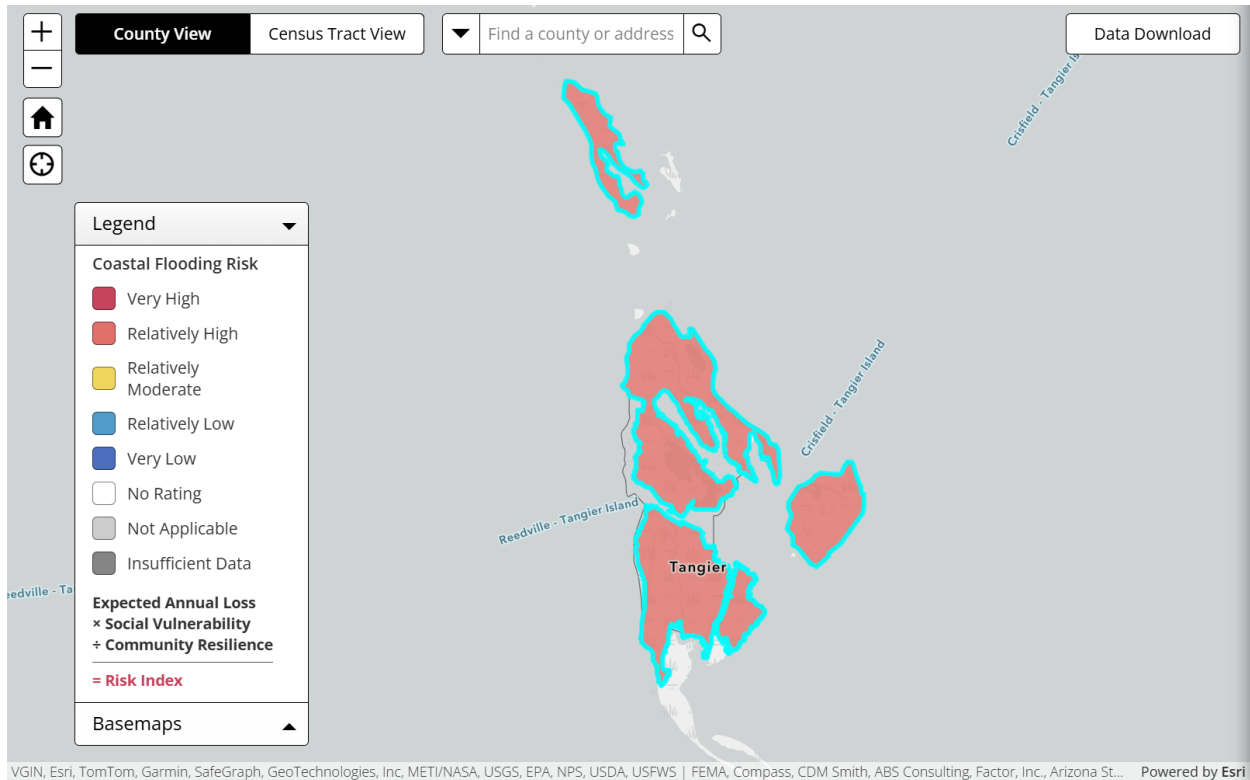 +
County View
Census Tract View
Find a county or address
Data Download
−
Crisfield - Tangier Is
Legend
Coastal Flooding Risk
Very High
Relatively High
Relatively
Moderate
Relatively Low
Very Low
No Rating
Not Applicable
Insufficient Data
Expected Annual Loss
× Social Vulnerability
÷ Community Resilience
= Risk Index
Basemaps
Crisfield - Tangier Island
Reedville - Tangier Island
Tangier
eedville - Ta
VGIN, Esri, TomTom, Garmin, SafeGraph, GeoTechnologies, Inc, METI/NASA, USGS, EPA, NPS, USDA, USFWS | FEMA, Compass, CDM Smith, ABS Consulting, Factor, Inc., Arizona St... Powered by Esri